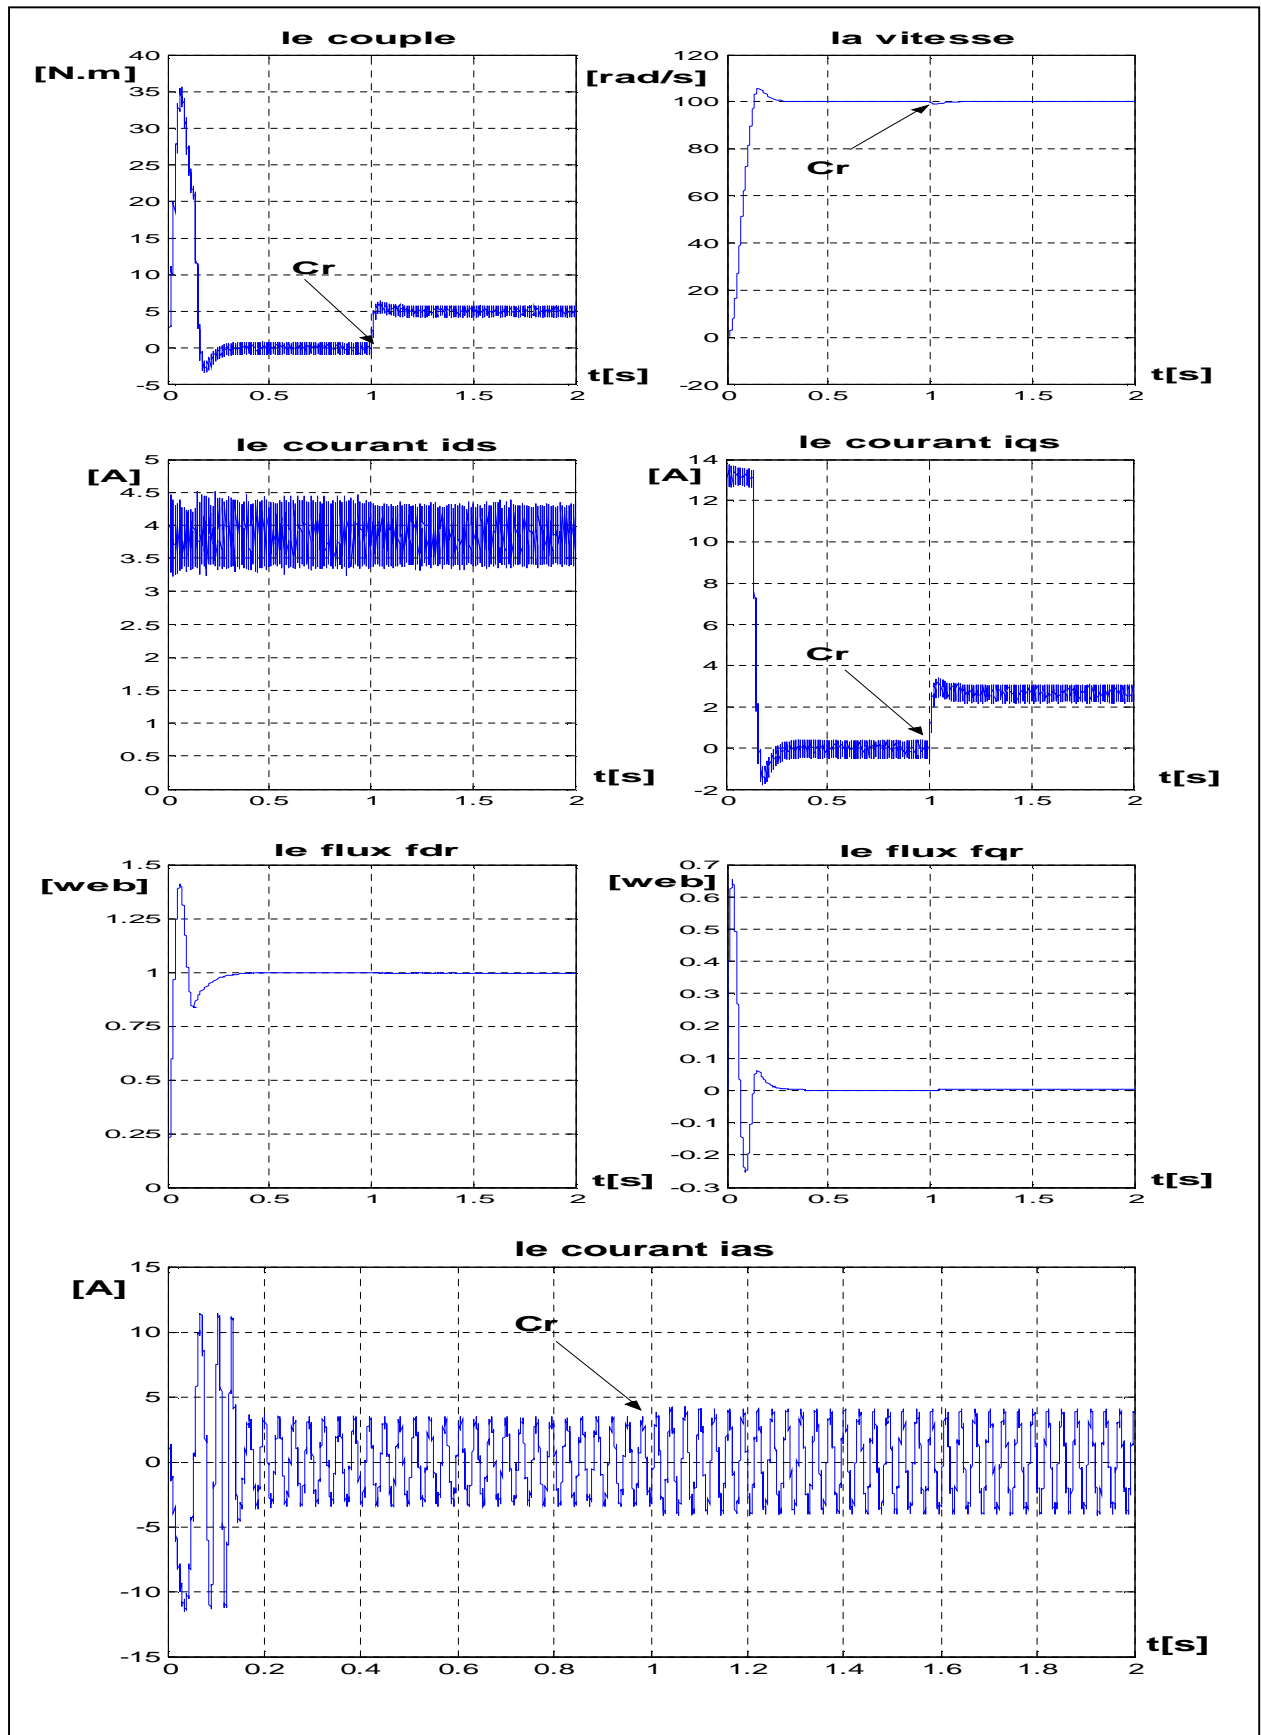 le couple
[N.m]
40
35
30
25
20
15
10
5
0
-5
Cr
0 0.5 1 1.5 2
t[s]
la vitesse
[rad/s]
120
100
80
60
40
20
0
-20
Cr
0 0.5 1 1.5 2
t[s]
le courant ids
[A]
5
4.5
4
3.5
3
2.5
2
1.5
1
0.5
0
0 0.5 1 1.5 2
t[s]
le courant iqs
[A]
14
12
10
8
6
4
2
0
-2
Cr
0 0.5 1 1.5 2
t[s]
le flux fdr
[web]
1.5
1.25
1
0.75
0.5
0.25
0
0 0.5 1 1.5 2
t[s]
le flux fqr
[web]
0.7
0.6
0.5
0.4
0.3
0.2
0.1
0
-0.1
-0.2
-0.3
0 0.5 1 1.5 2
t[s]
le courant ias
[A]
15
10
5
0
-5
-10
-15
Cr
0 0.2 0.4 0.6 0.8 1 1.2 1.4 1.6 1.8 2
t[s]